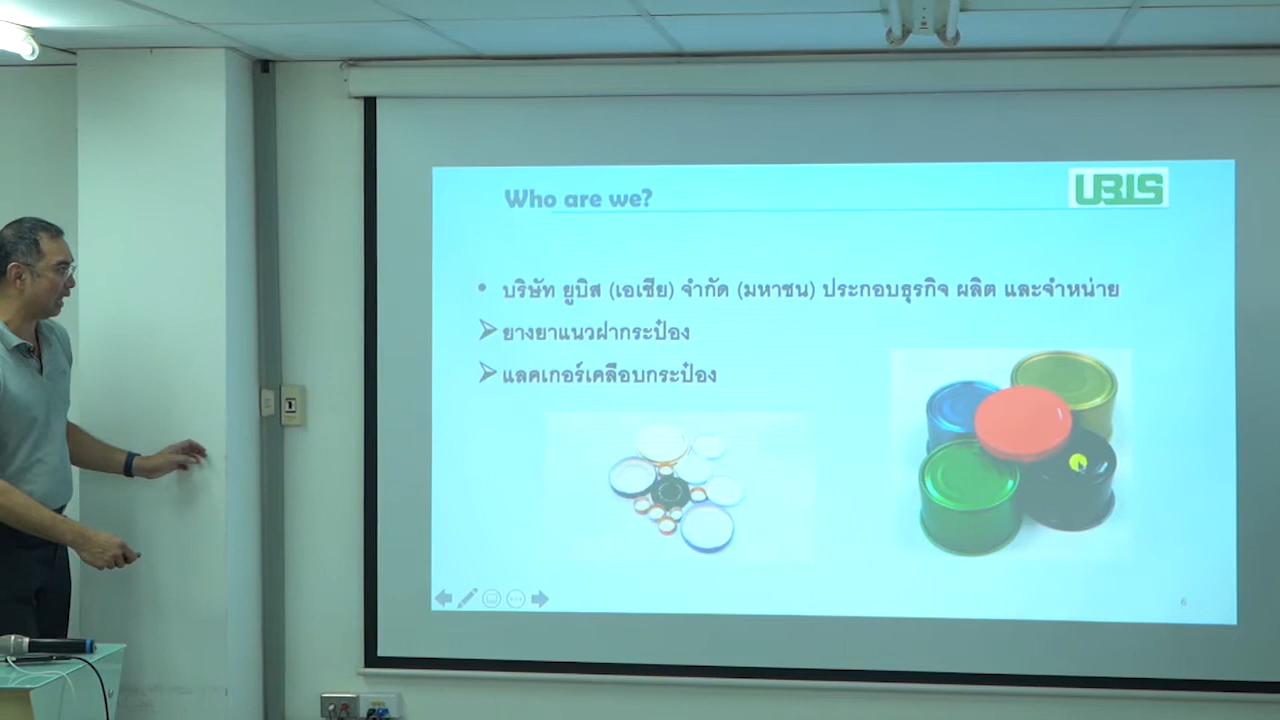 Who are we?
UBIS
• บริษัท ยูบิส (เอเชีย) จำกัด (มหาชน) ประกอบธุรกิจ ผลิต และจำหน่าย
➢ ยางยาแนวฝากระป๋อง
➢ แลคเกอร์เคลือบกระป๋อง
6